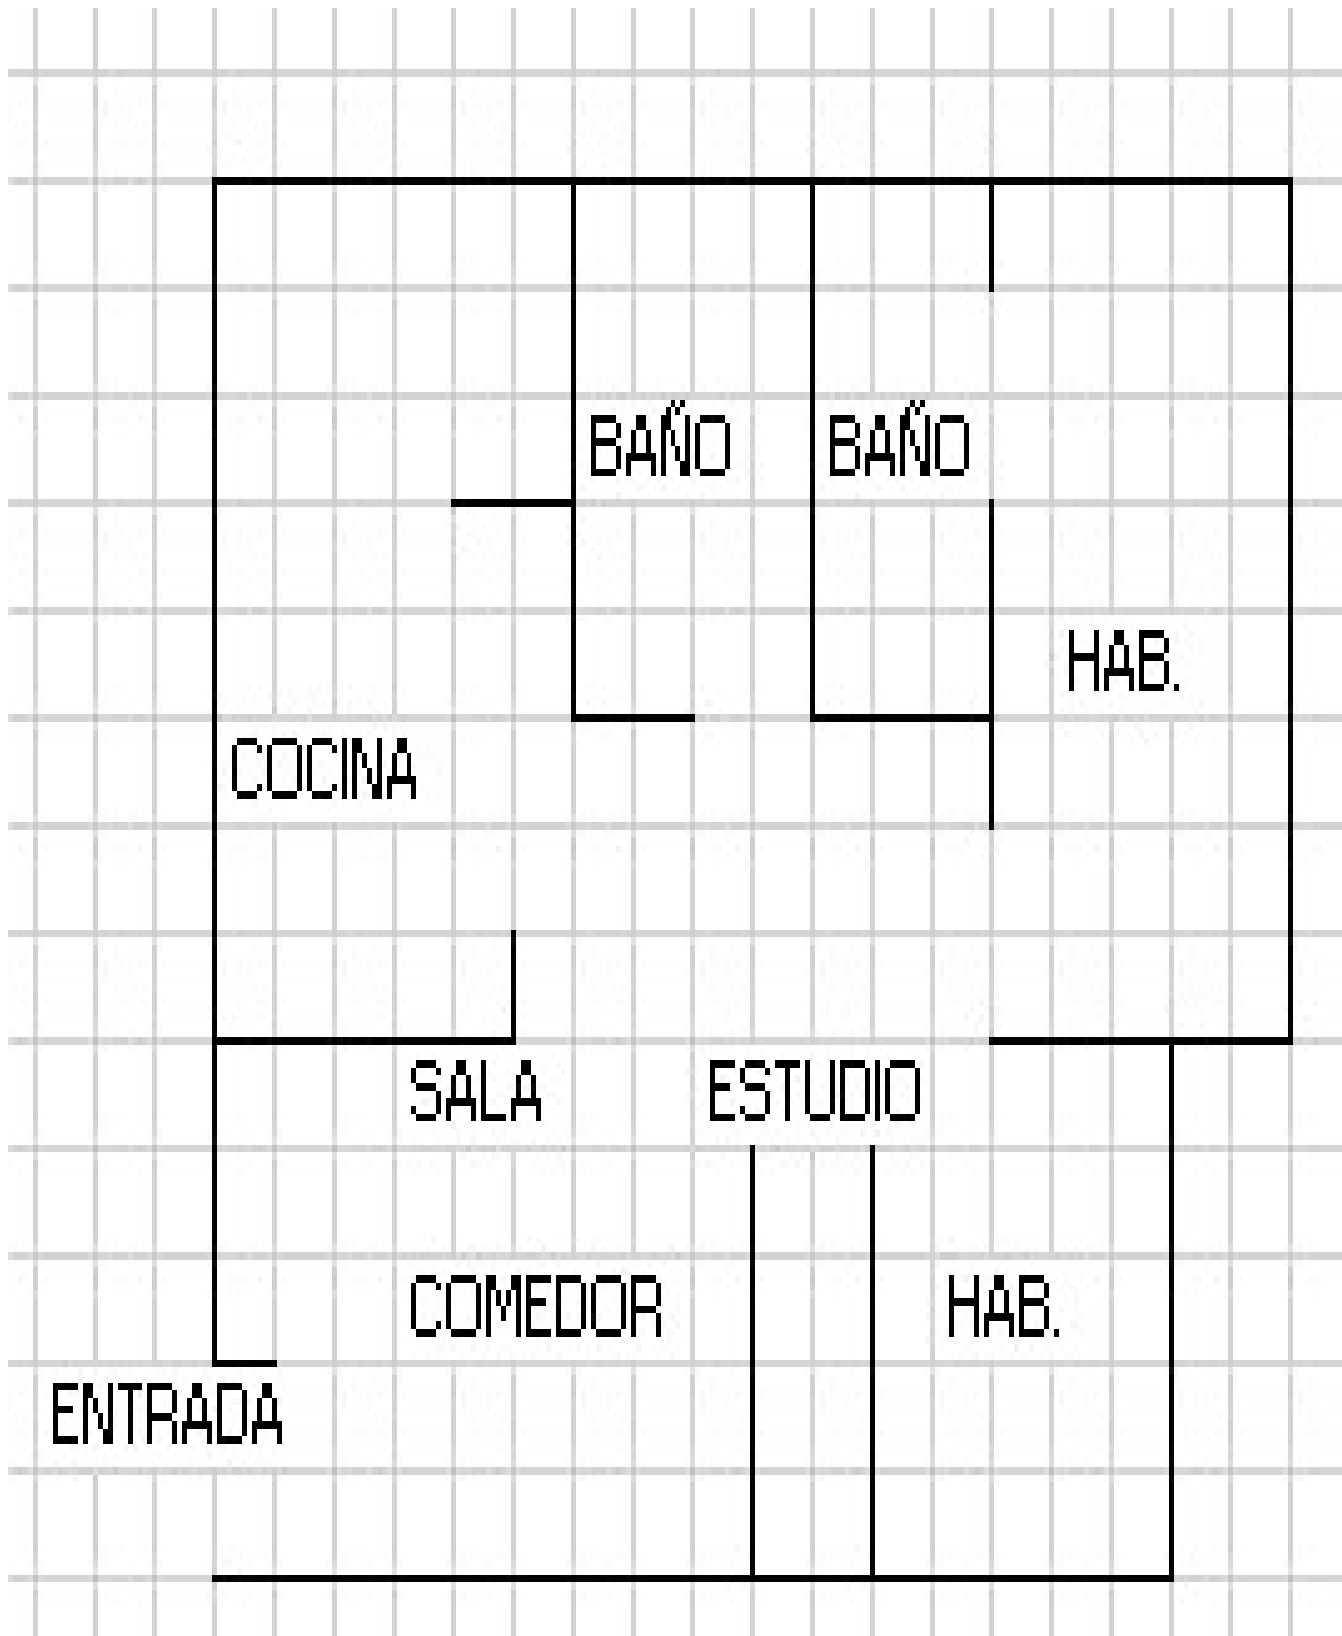 BAÑO BAÑO
HAB.
COCINA
SALA ESTUDIO
COMEDOR HAB.
ENTRADA